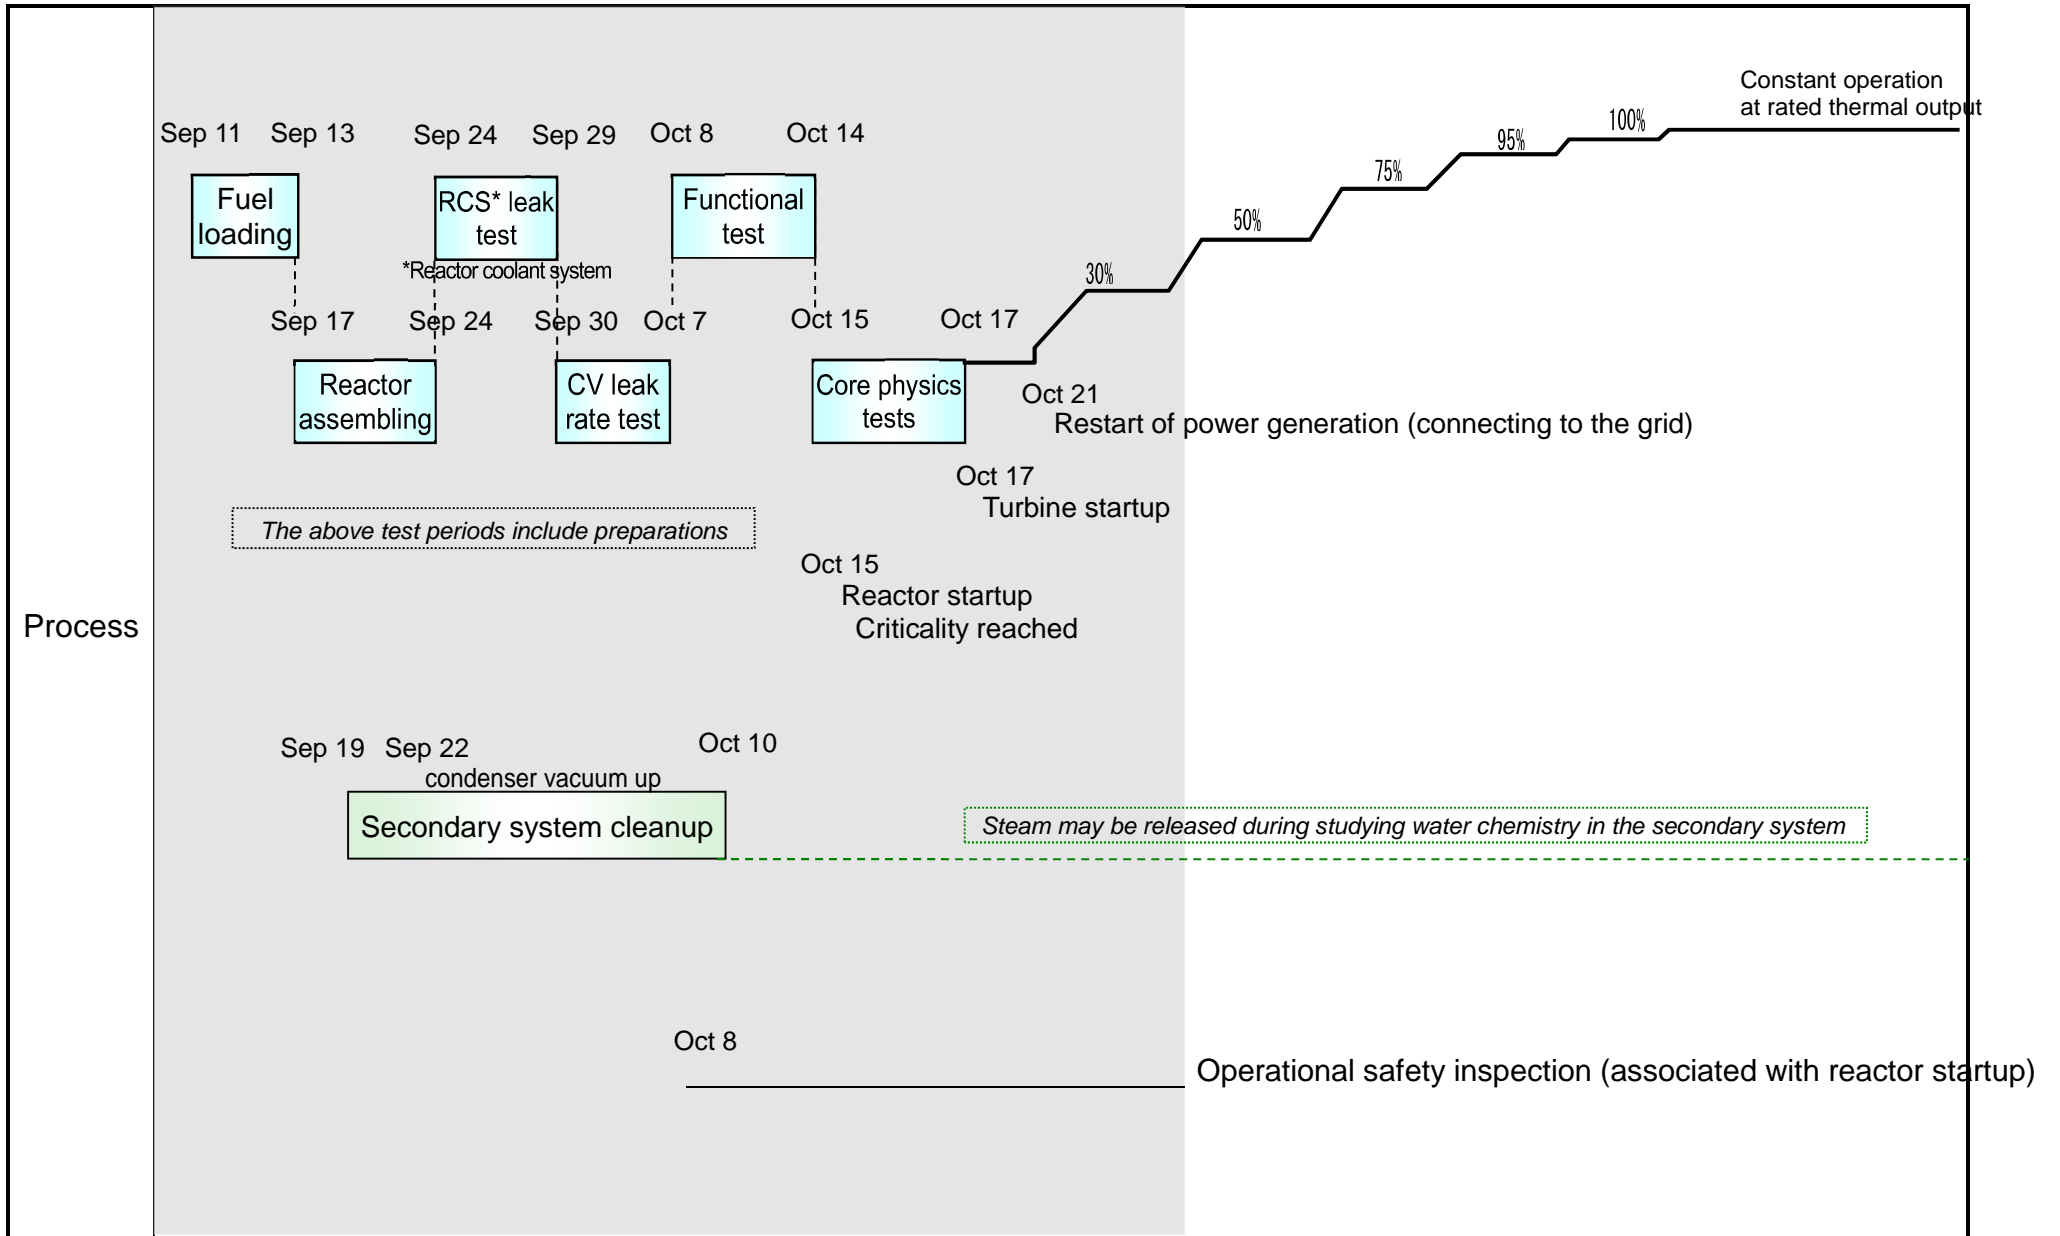 Constant operation
at rated thermal output
100%
95%
75%
50%
30%
Sep 11
Sep 13
Sep 24
Sep 29
Oct 8
Oct 14
Fuel
loading
RCS* leak
test
Functional
test
*Reactor coolant system
Sep 17
Sep 24
Sep 30
Oct 7
Oct 15
Oct 17
Reactor
assembling
CV leak
rate test
Core physics
tests
Oct 21
Restart of power generation (connecting to the grid)
Oct 17
Turbine startup
The above test periods include preparations
Oct 15
Reactor startup
Criticality reached
Process
Sep 19
Sep 22
Oct 10
condenser vacuum up
Secondary system cleanup
Steam may be released during studying water chemistry in the secondary system
Oct 8
Operational safety inspection (associated with reactor startup)